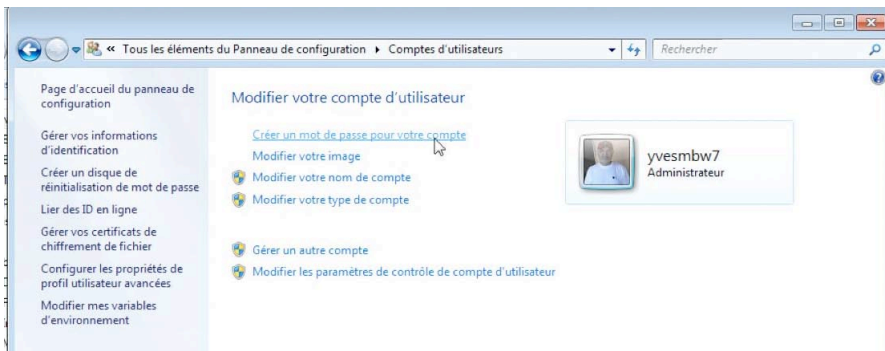 « Tous les éléments du Panneau de configuration ▸ Comptes d'utilisateurs
Rechercher
Page d'accueil du panneau de
configuration
Gérer vos informations
d'identification
Créer un disque de
réinitialisation de mot de passe
Lier des ID en ligne
Gérer vos certificats de
chiffrement de fichier
Configurer les propriétés de
profil utilisateur avancées
Modifier mes variables
d'environnement
Modifier votre compte d'utilisateur
Créer un mot de passe pour votre compte
Modifier votre image
Modifier votre nom de compte
Modifier votre type de compte
Gérer un autre compte
Modifier les paramètres de contrôle de compte d'utilisateur
yvesmbw7
Administrateur